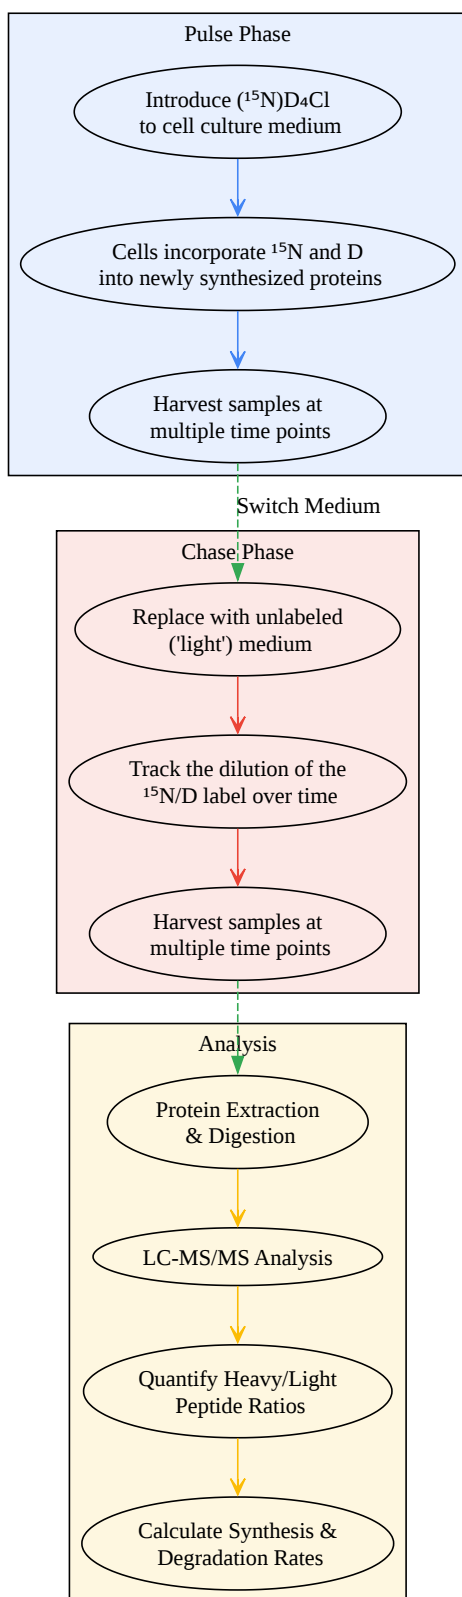 Pulse Phase
Introduce (¹⁵N)D₄Cl
to cell culture medium
Cells incorporate ¹⁵N and D
into newly synthesized proteins
Harvest samples at
multiple time points
Switch Medium
Chase Phase
Replace with unlabeled
('light') medium
Track the dilution of the
¹⁵N/D label over time
Harvest samples at
multiple time points
Analysis
Protein Extraction
& Digestion
LC-MS/MS Analysis
Quantify Heavy/Light
Peptide Ratios
Calculate Synthesis &
Degradation Rates